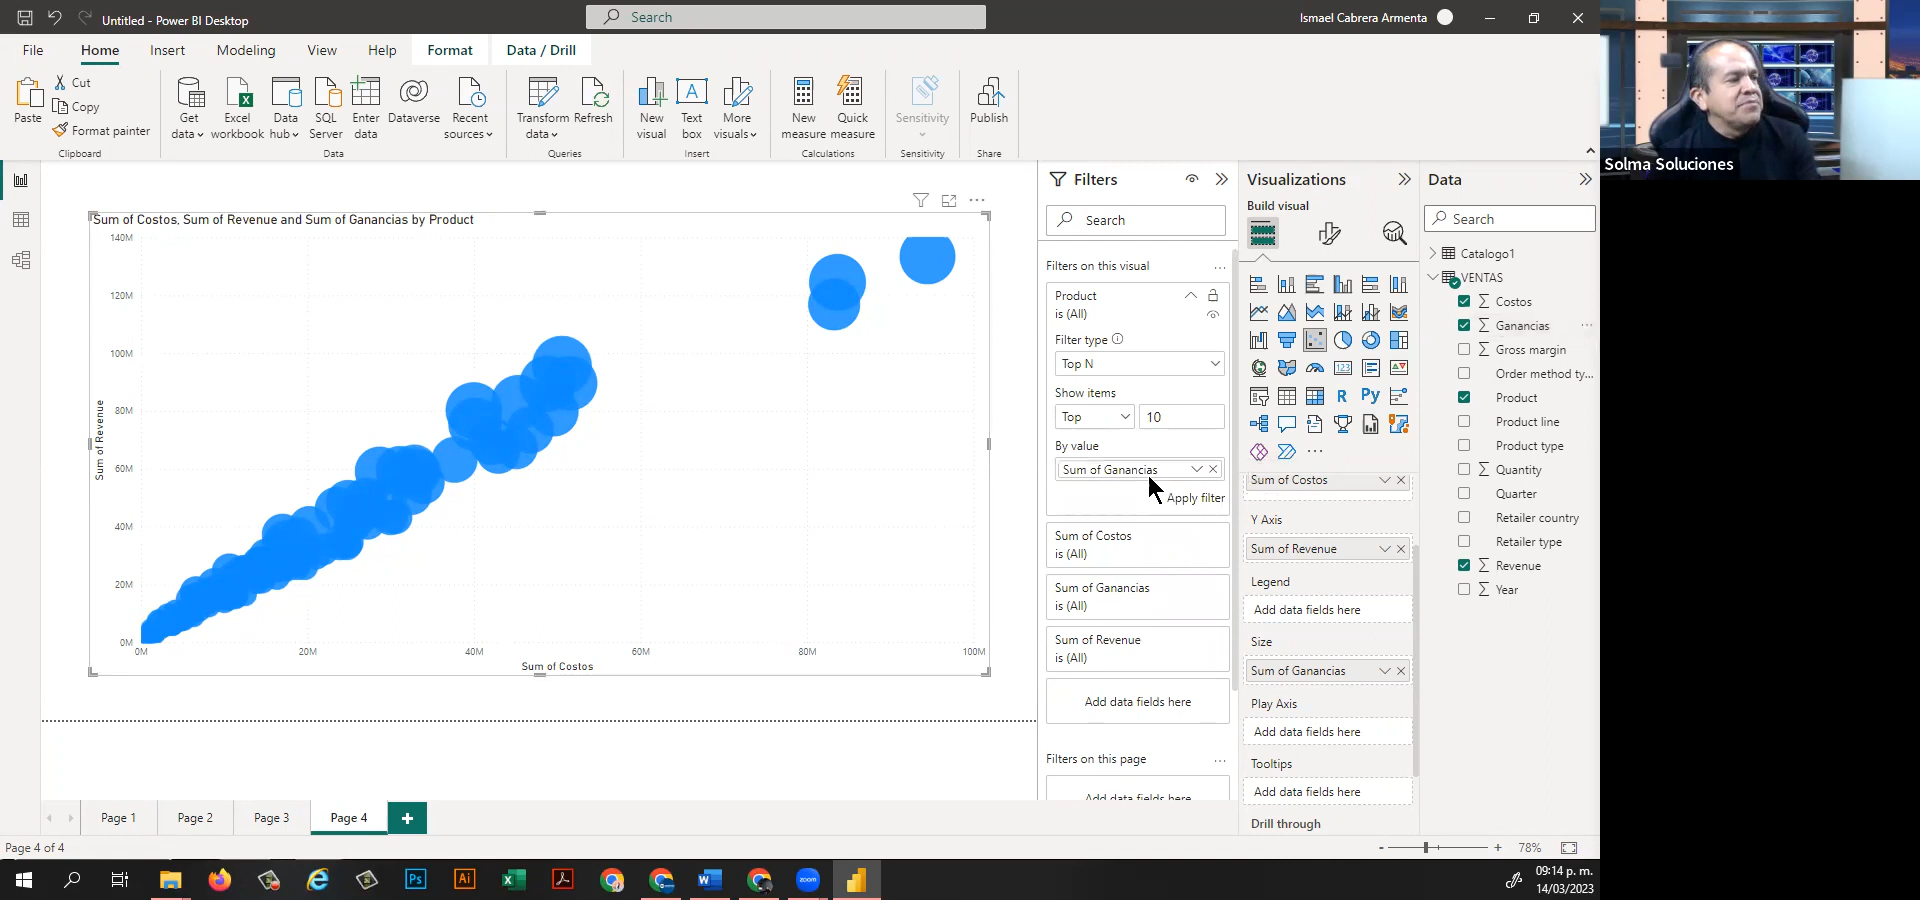 Untitled - Power BI Desktop
Search
Ismael Cabrera Armenta
File
Home
Insert
Modeling
View
Help
Format
Data / Drill
Paste
Cut
Copy
Format painter
Clipboard
Get data
Excel workbook
Data hub
SQL Server
Enter data
Dataverse
Recent sources
Data
Transform data
Refresh
Queries
New visual
Text box
More visuals
Insert
New measure
Quick measure
Calculations
Sensitivity
Sensitivity
Publish
Share
Solma Soluciones
Sum of Costos, Sum of Revenue and Sum of Ganancias by Product
140M
120M
100M
80M
60M
40M
20M
0M
Sum of Revenue
0M
20M
40M
60M
80M
100M
Sum of Costos
Filters
Search
Filters on this visual
Product
is (All)
Filter type
Top N
Show items
Top
10
By value
Sum of Ganancias
Apply filter
Sum of Costos
is (All)
Sum of Ganancias
is (All)
Sum of Revenue
is (All)
Add data fields here
Filters on this page
Add data fields here
Visualizations
Build visual
123
R
Py
Sum of Costos
Y Axis
Sum of Revenue
Legend
Add data fields here
Size
Sum of Ganancias
Play Axis
Add data fields here
Tooltips
Add data fields here
Drill through
Data
Search
Catalogo1
VENTAS
Costos
Ganancias
Gross margin
Order method ty...
Product
Product line
Product type
Quantity
Quarter
Retailer country
Retailer type
Revenue
Year
Page 1
Page 2
Page 3
Page 4
Page 4 of 4
78%
Ps
Ai
zoom
09:14 p. m.
14/03/2023